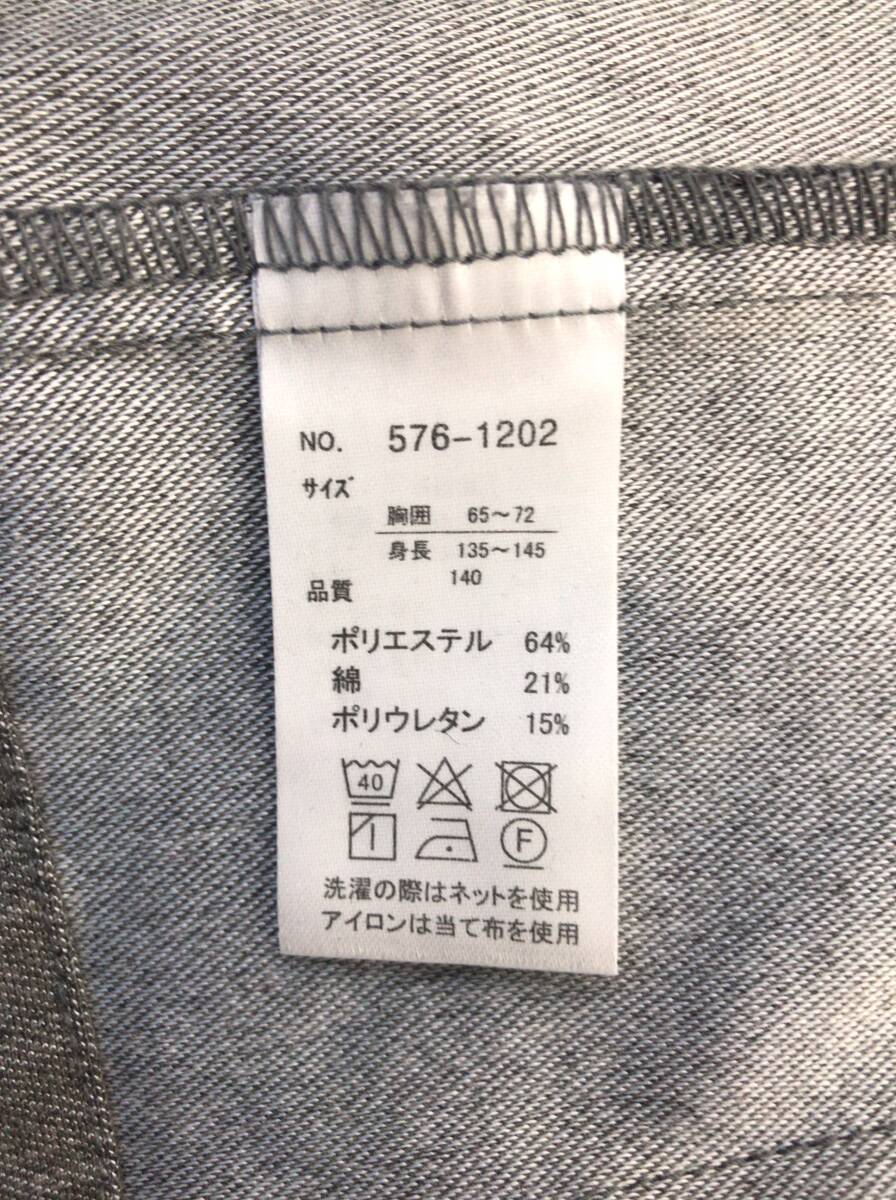 NO. 576-1202
サイズ
胸囲 65〜72
身長 135〜145
140
品質
ポリエステル 64%
綿 21%
ポリウレタン 15%
40
F
洗濯の際はネットを使用
アイロンは当て布を使用